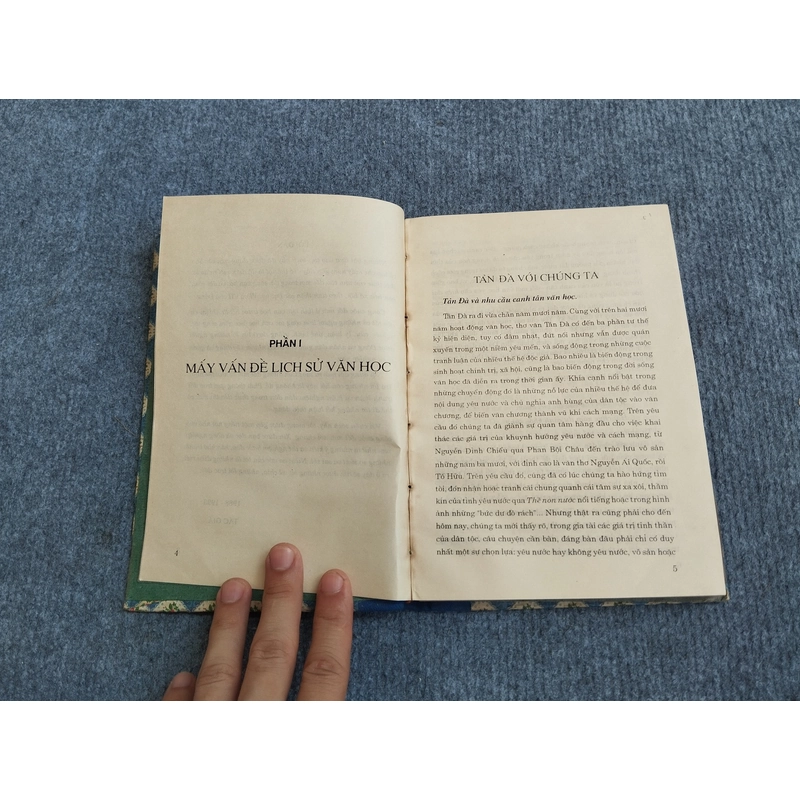 PHẦN I
MẤY VẤN ĐỀ LỊCH SỬ VĂN HỌC
4
TẢN ĐÀ VỚI CHÚNG TA
Tản Đà và nhu cầu canh tân văn học.
Tản Đà ra đi vừa chẵn năm mươi năm. Cùng với trên hai mươi
năm hoạt động văn học, thơ văn Tản Đà có đến ba phần tư thế
kỷ hiện diện, tuy có đậm nhạt, đứt nối nhưng vẫn được quán
xuyến trong một niềm yêu mến, và sống động trong những cuộc
tranh luận của nhiều thế hệ độc giả. Bao nhiêu là biến động trong
sinh hoạt chính trị, xã hội, cũng là bao biến động trong đời sống
văn học đã diễn ra trong thời gian ấy. Khía cạnh nổi bật trong
những chuyển động đó là những nỗ lực của nhiều thế hệ để đưa
nội dung yêu nước và chủ nghĩa anh hùng của dân tộc vào văn
chương, để biến văn chương thành vũ khí cách mạng. Trên yêu
cầu đó chúng ta đã giành sự quan tâm hàng đầu cho việc khai
thác các giá trị của khuynh hướng yêu nước và cách mạng, từ
Nguyễn Đình Chiểu qua Phan Bội Châu đến trào lưu vô sản
những năm ba mươi, với đỉnh cao là văn thơ Nguyễn Ái Quốc, rồi
Tố Hữu. Trên yêu cầu đó, cũng đã có lúc chúng ta hào hứng tìm
tòi, đón nhận hoặc tranh cãi chung quanh cái tâm sự xa xôi, thầm
kín của tình yêu nước qua Thề non nước nổi tiếng hoặc trong hình
ảnh những "bức dư đồ rách"... Nhưng thật ra cũng phải cho đến
hôm nay, chúng ta mới thấy rõ, trong gia tài các giá trị tinh thần
của dân tộc, câu chuyện căn bản, đáng bàn đâu phải chỉ có duy
nhất một sự chọn lựa: yêu nước hay không yêu nước, vô sản hoặc
5